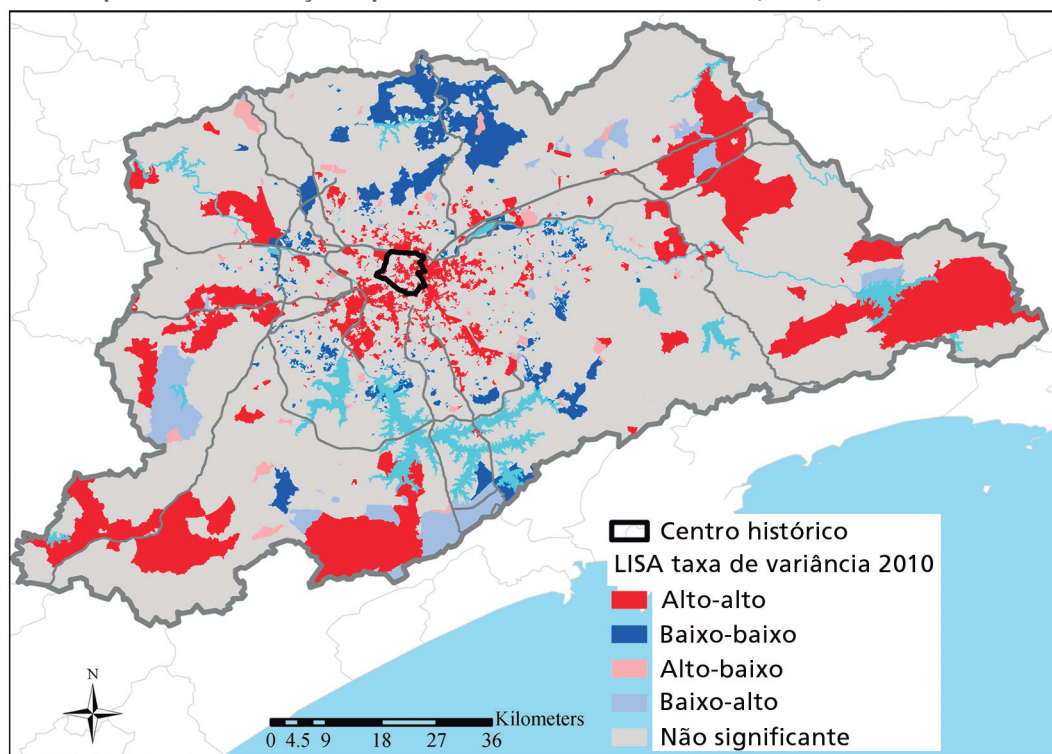 Centro histórico
LISA taxa de variância 2010
Alto-alto
Baixo-baixo
Alto-baixo
Baixo-alto
Não significante
N
Kilometers
0 4.5 9 18 27 36